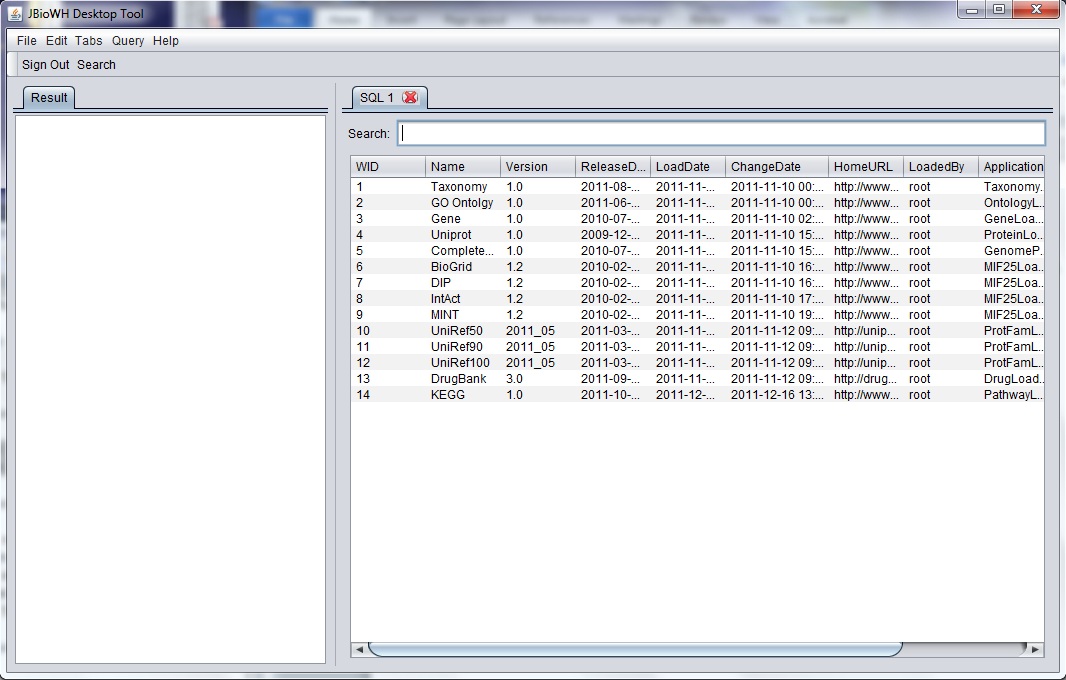 JBioWH Desktop Tool
File Edit Tabs Query Help
Sign Out Search
Result
SQL 1
Search:
WID Name Version ReleaseD... LoadDate ChangeDate HomeURL LoadedBy Application
1 Taxonomy 1.0 2011-08-... 2011-11-... 2011-11-10 00:... http://www... root Taxonomy...
2 GO Ontolgy 1.0 2011-06-... 2011-11-... 2011-11-10 00:... http://www... root OntologyL...
3 Gene 1.0 2010-07-... 2011-11-... 2011-11-10 02:... http://www... root GeneLoa...
4 Uniprot 1.0 2009-12-... 2011-11-... 2011-11-10 15:... http://www... root ProteinLo...
5 Complete... 1.0 2010-07-... 2011-11-... 2011-11-10 15:... http://www... root GenomeP...
6 BioGrid 1.2 2010-02-... 2011-11-... 2011-11-10 16:... http://www... root MIF25Loa...
7 DIP 1.2 2010-02-... 2011-11-... 2011-11-10 16:... http://www... root MIF25Loa...
8 IntAct 1.2 2010-02-... 2011-11-... 2011-11-10 17:... http://www... root MIF25Loa...
9 MINT 1.2 2010-02-... 2011-11-... 2011-11-10 19:... http://www... root MIF25Loa...
10 UniRef50 2011_05 2011-03-... 2011-11-... 2011-11-12 09:... http://unip... root ProtFamL...
11 UniRef90 2011_05 2011-03-... 2011-11-... 2011-11-12 09:... http://unip... root ProtFamL...
12 UniRef100 2011_05 2011-03-... 2011-11-... 2011-11-12 09:... http://unip... root ProtFamL...
13 DrugBank 3.0 2011-09-... 2011-11-... 2011-11-12 09:... http://drug... root DrugLoad...
14 KEGG 1.0 2011-10-... 2011-12-... 2011-12-16 13:... http://www... root PathwayL...